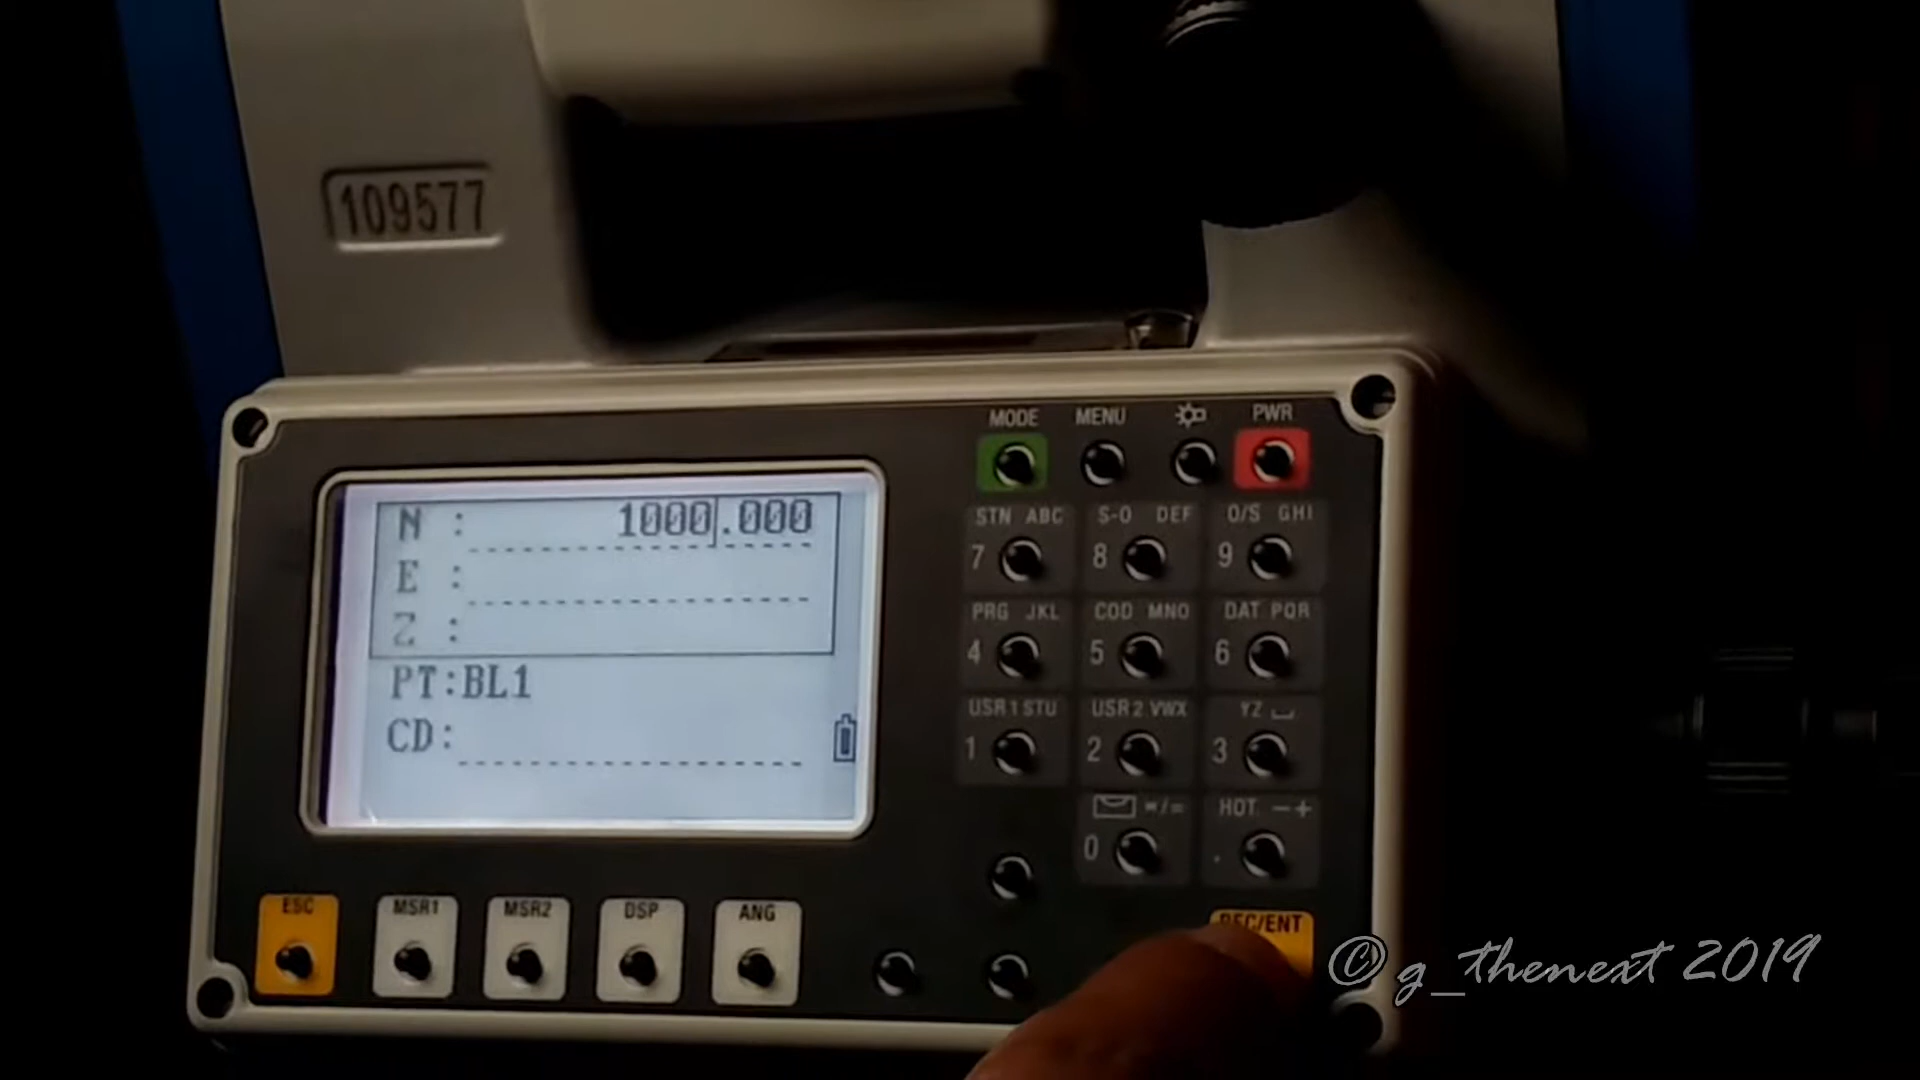 109577
MODE MENU PWR
N : 1000.000
E :
Z :
PT:BL1
CD:
STN ABC S-O DEF O/S GHI
7 8 9
PRG JKL COD MNO DAT PQR
4 5 6
USR1 STU USR2 VWX YZ
1 2 3
*/= HOT -+
0 .
ESC MSR1 MSR2 DSP ANG REC/ENT
© g_thenext 2019